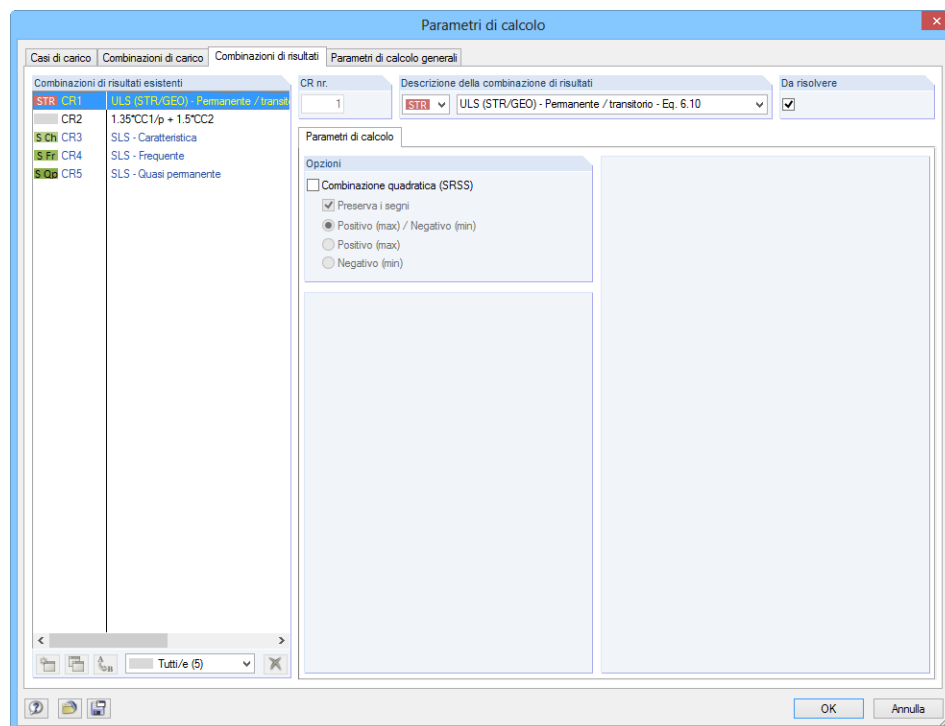 Parametri di calcolo
Casi di carico Combinazioni di carico Combinazioni di risultati Parametri di calcolo generali
Combinazioni di risultati esistenti
STR CR1 ULS (STR/GEO) - Permanente / transit
CR2 1.35*CC1/p + 1.5*CC2
S Ch CR3 SLS - Caratteristica
S Fr CR4 SLS - Frequente
S Qp CR5 SLS - Quasi permanente
Tutti/e (5)
CR nr.
1
Descrizione della combinazione di risultati
STR ULS (STR/GEO) - Permanente / transitorio - Eq. 6.10
Da risolvere
Parametri di calcolo
Opzioni
Combinazione quadratica (SRSS)
Preserva i segni
Positivo (max) / Negativo (min)
Positivo (max)
Negativo (min)
OK Annulla